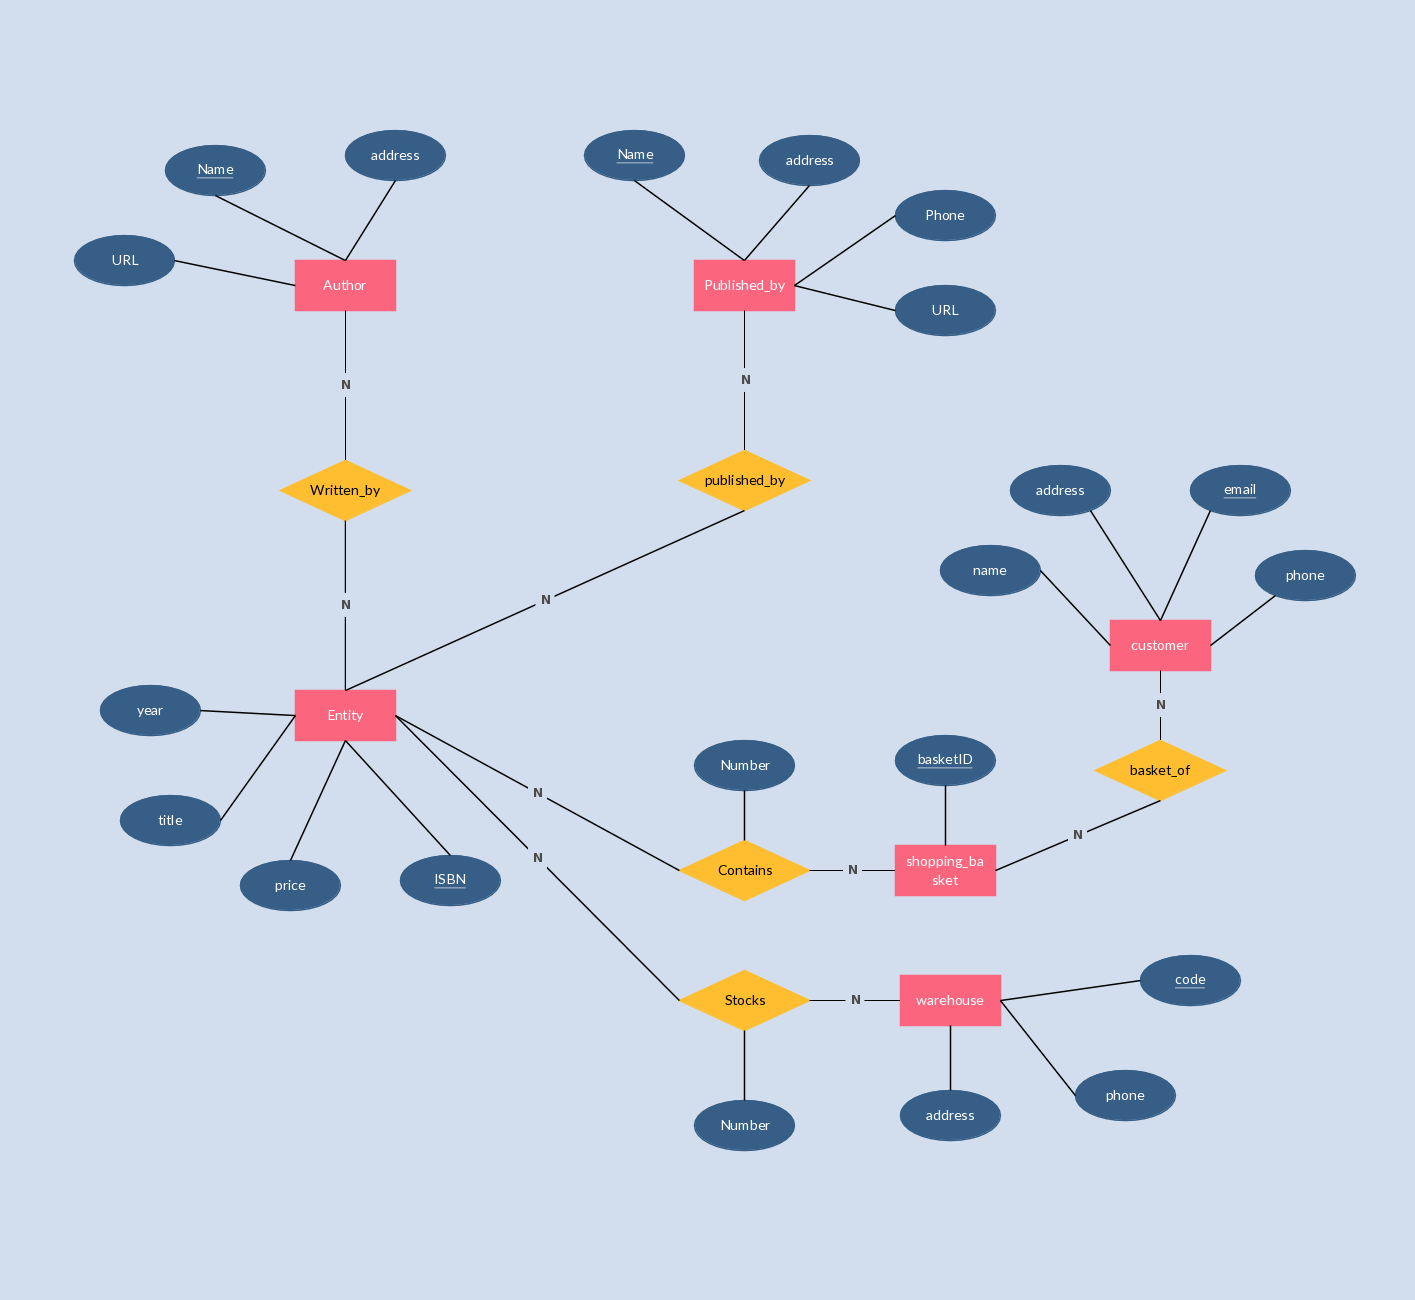 Name
address
URL
Author
Name
address
Phone
URL
Published_by
N
N
Written_by
published_by
N
N
address
email
name
phone
customer
N
basket_of
N
year
Entity
title
price
ISBN
N
N
Number
basketID
Contains
N
shopping_ba
sket
Stocks
N
warehouse
code
phone
address
Number